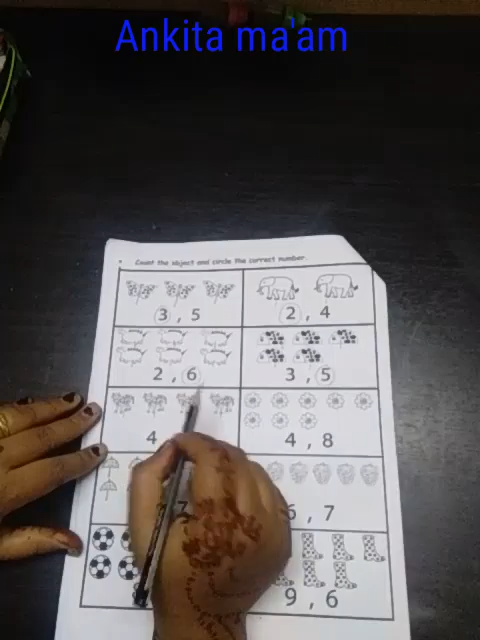 Ankita ma'am
Count the object and circle the correct number.
3 , 5
2 , 4
2 , 6
3 , 5
4
4 , 8
7
6 , 7
9 , 6